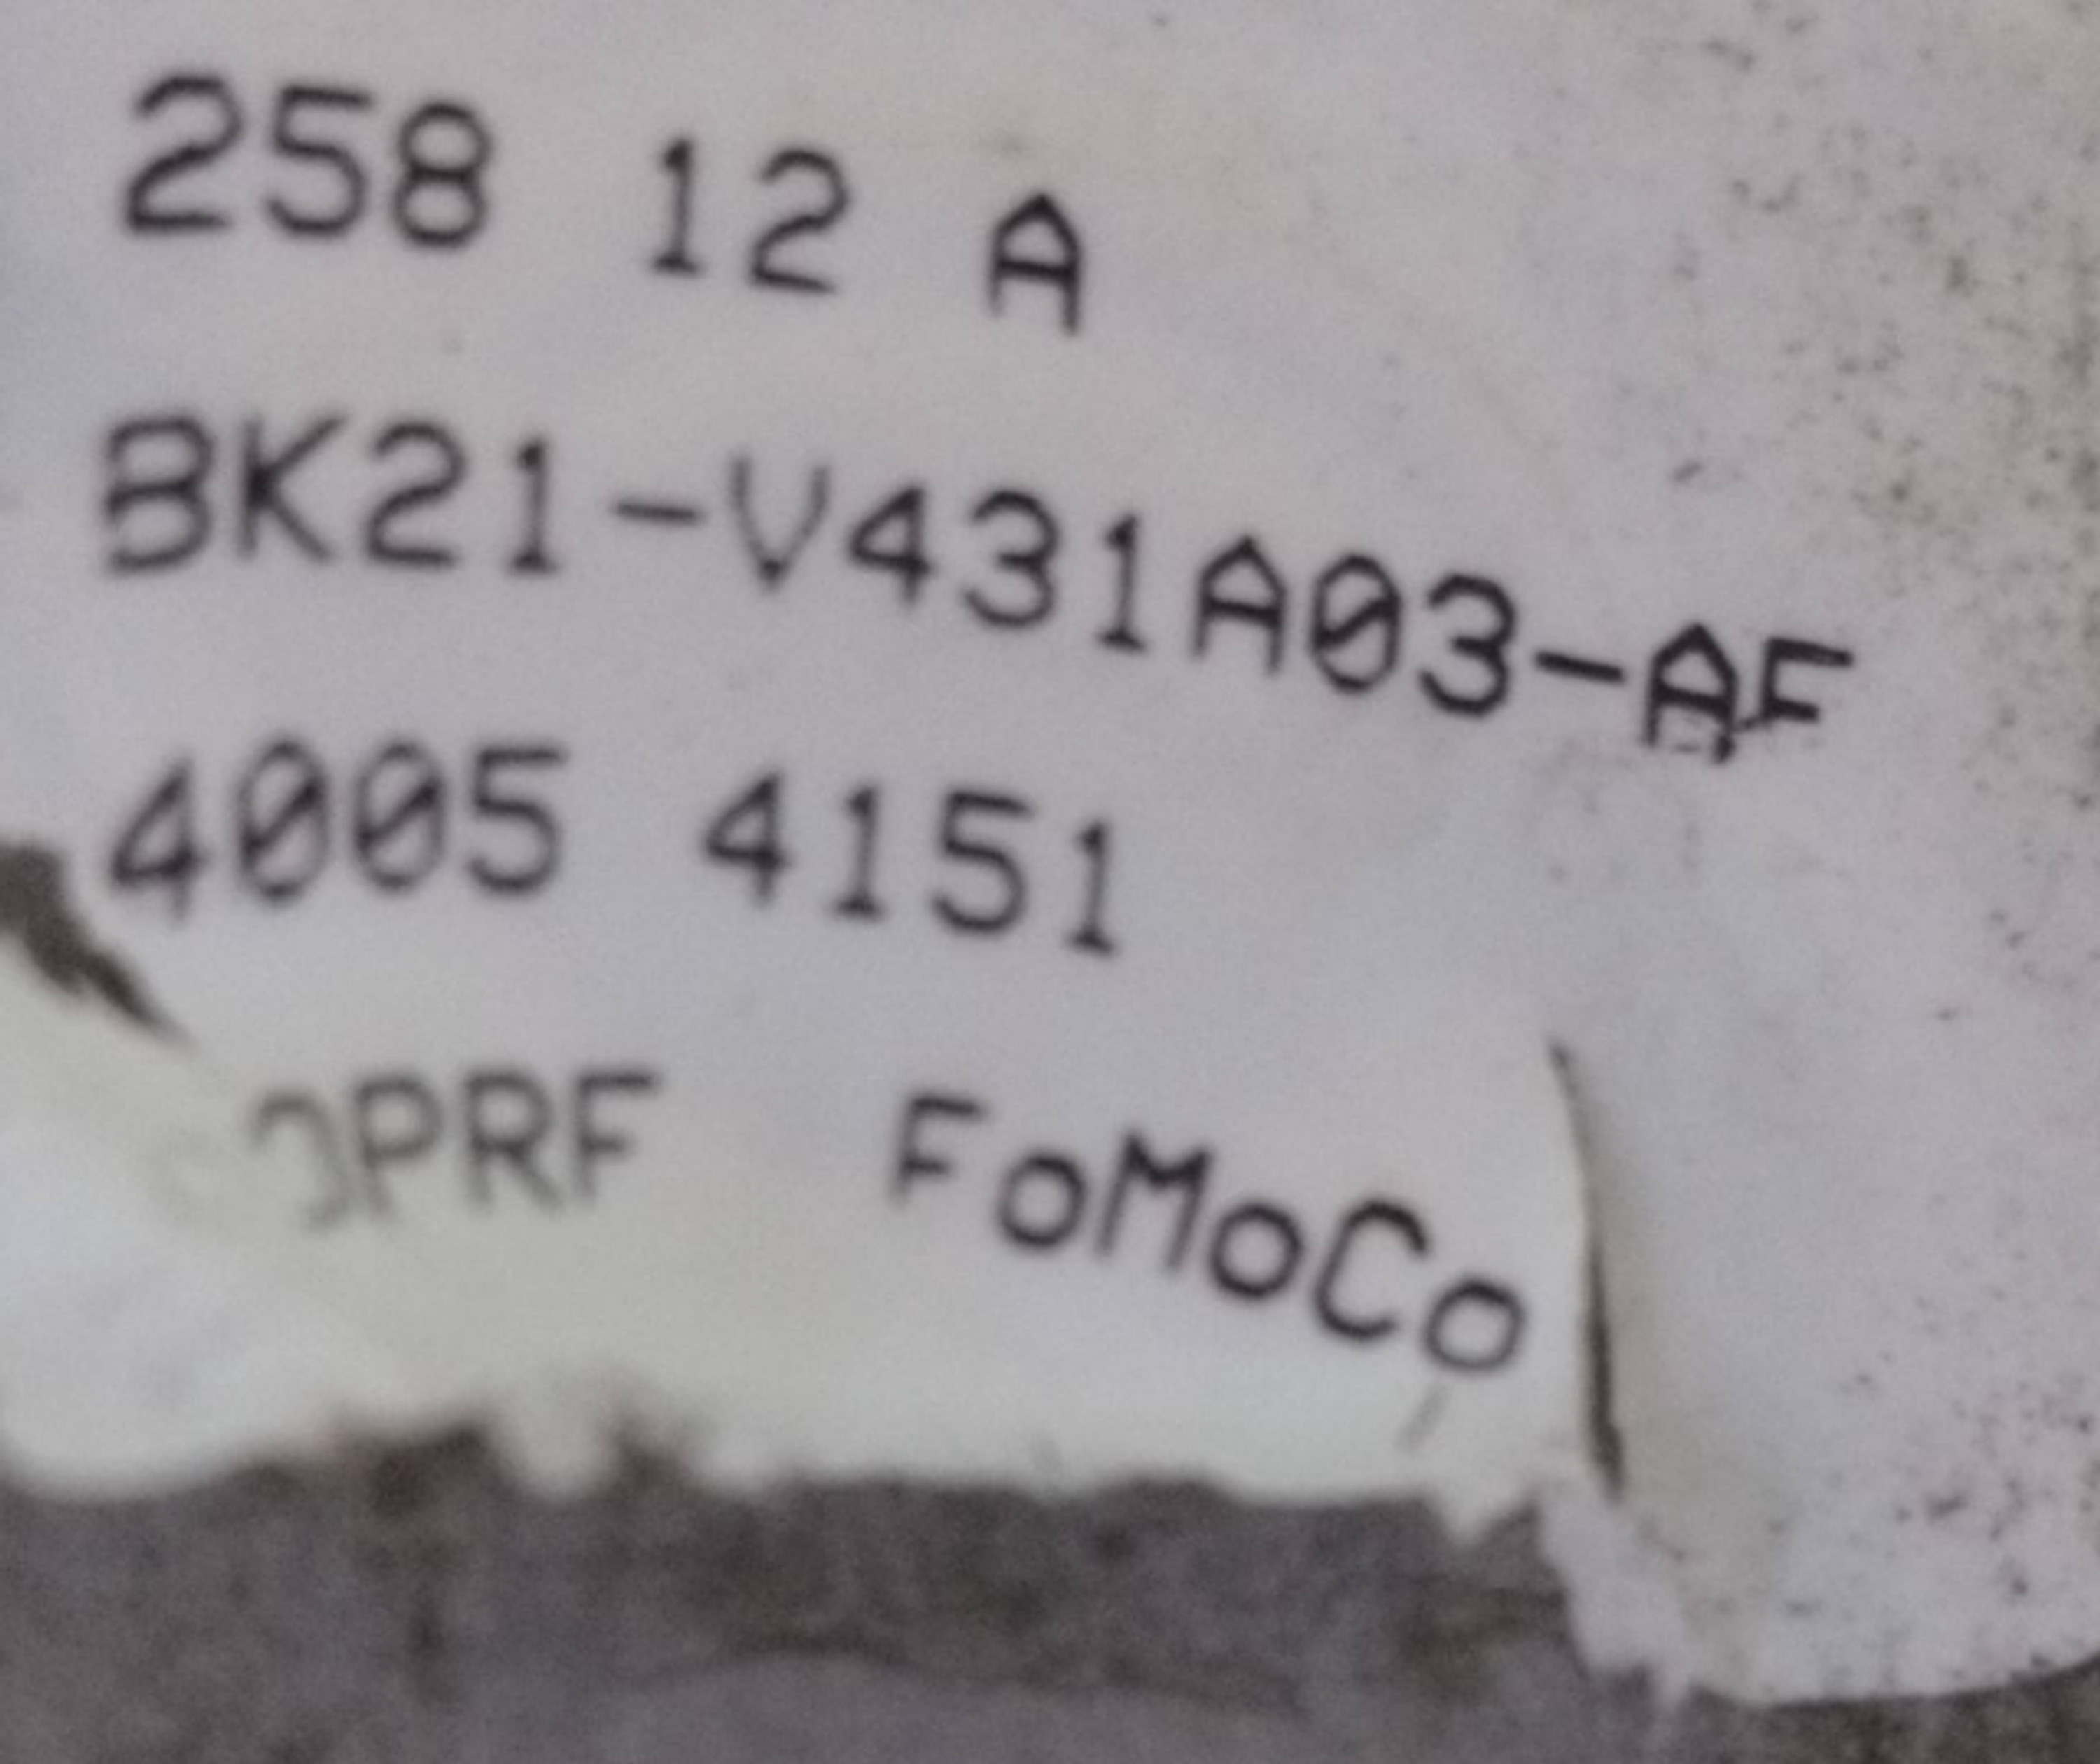 258 12 A
BK21-V431A03-AF
4005 4151
PRF FoMoCo